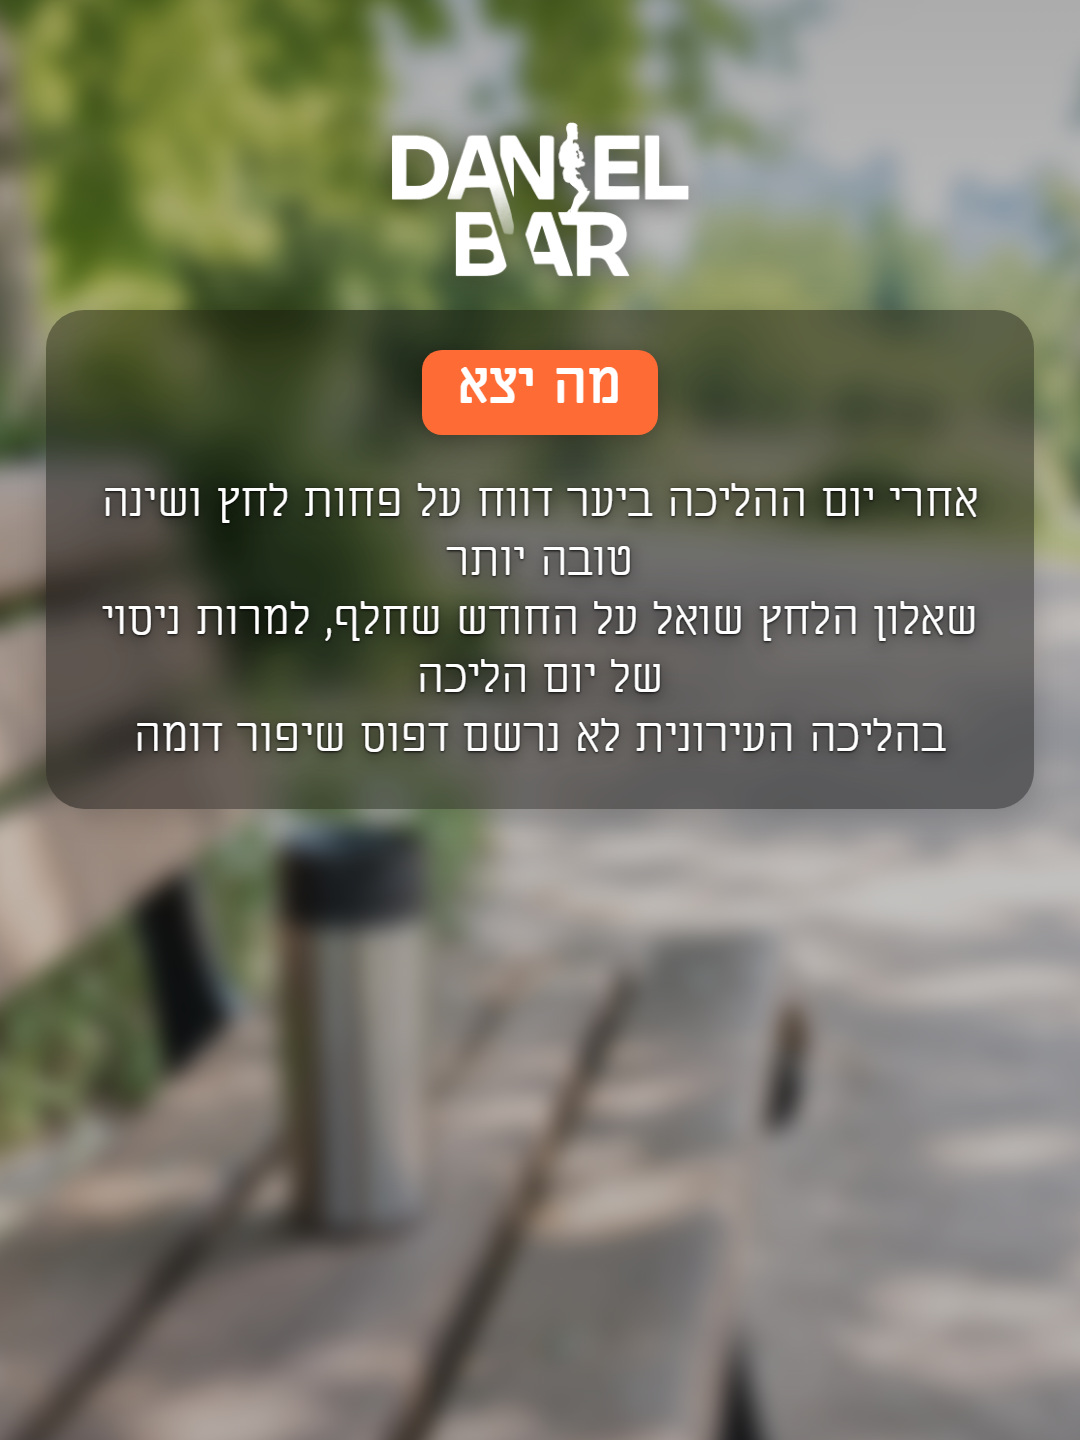 DANIEL
BAR
מה יצא
אחרי יום ההליכה ביער דווח על פחות לחץ ושינה
טובה יותר
שאלון הלחץ שואל על החודש שחלף, למרות ניסוי
של יום הליכה
בהליכה העירונית לא נרשם דפוס שיפור דומה